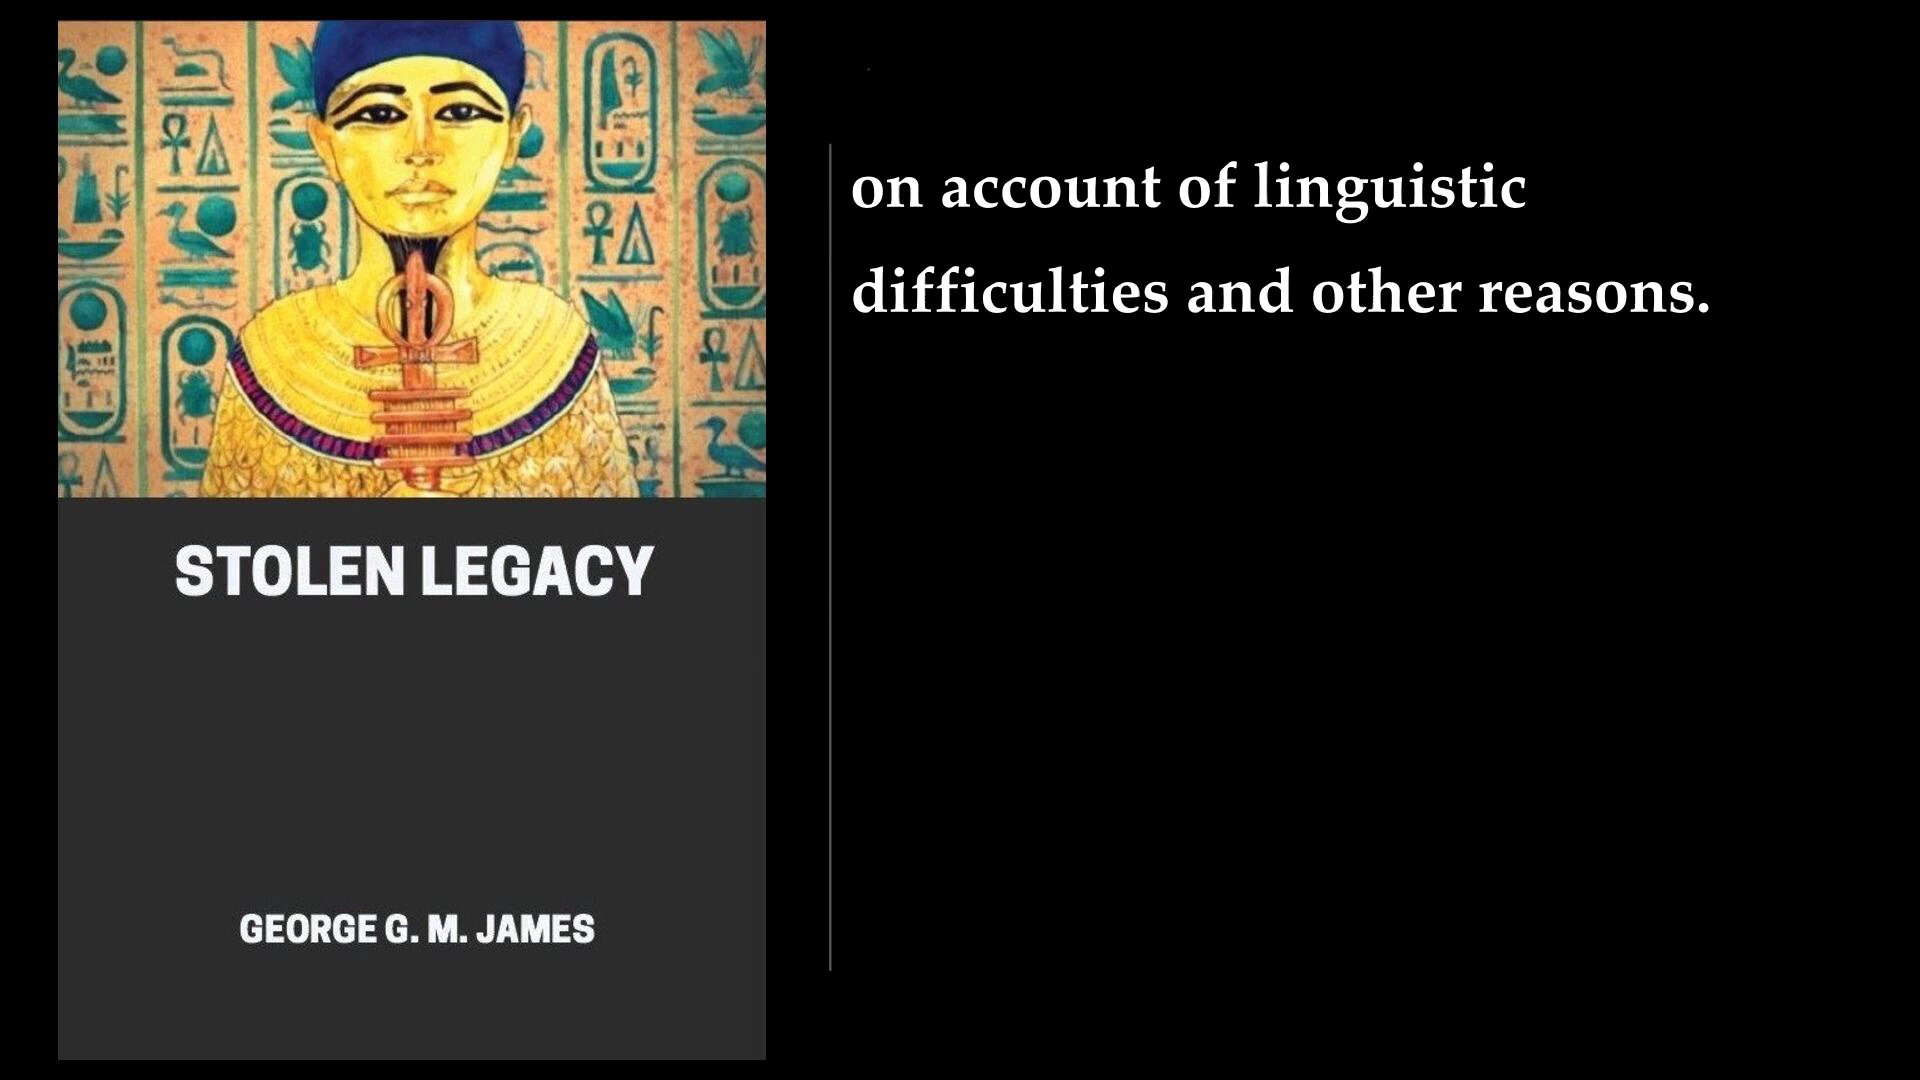 STOLEN LEGACY
GEORGE G. M. JAMES
on account of linguistic
difficulties and other reasons.